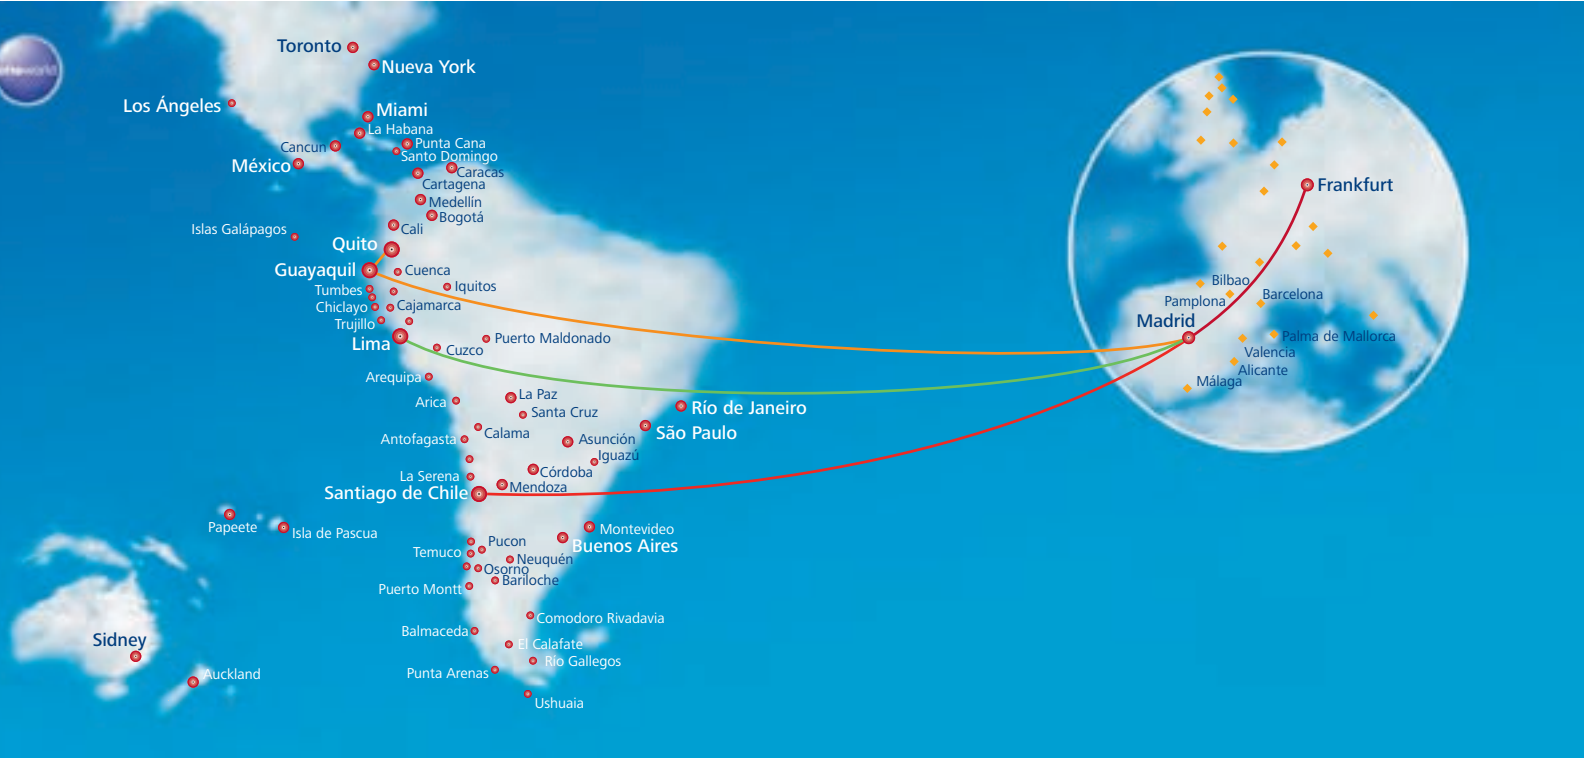 Toronto
Nueva York
Los Ángeles
Miami
La Habana
Cancun
Punta Cana
Santo Domingo
México
Caracas
Cartagena
Medellín
Bogotá
Cali
Islas Galápagos
Quito
Guayaquil
Cuenca
Tumbes
Iquitos
Chiclayo
Cajamarca
Trujillo
Lima
Puerto Maldonado
Cuzco
Arequipa
Arica
La Paz
Santa Cruz
Río de Janeiro
São Paulo
Calama
Antofagasta
Asunción
Iguazú
Córdoba
La Serena
Mendoza
Santiago de Chile
Papeete
Isla de Pascua
Montevideo
Buenos Aires
Pucon
Temuco
Neuquén
Osorno
Bariloche
Puerto Montt
Comodoro Rivadavia
Balmaceda
El Calafate
Río Gallegos
Punta Arenas
Ushuaia
Sidney
Auckland
Frankfurt
Bilbao
Pamplona
Barcelona
Madrid
Palma de Mallorca
Valencia
Alicante
Málaga